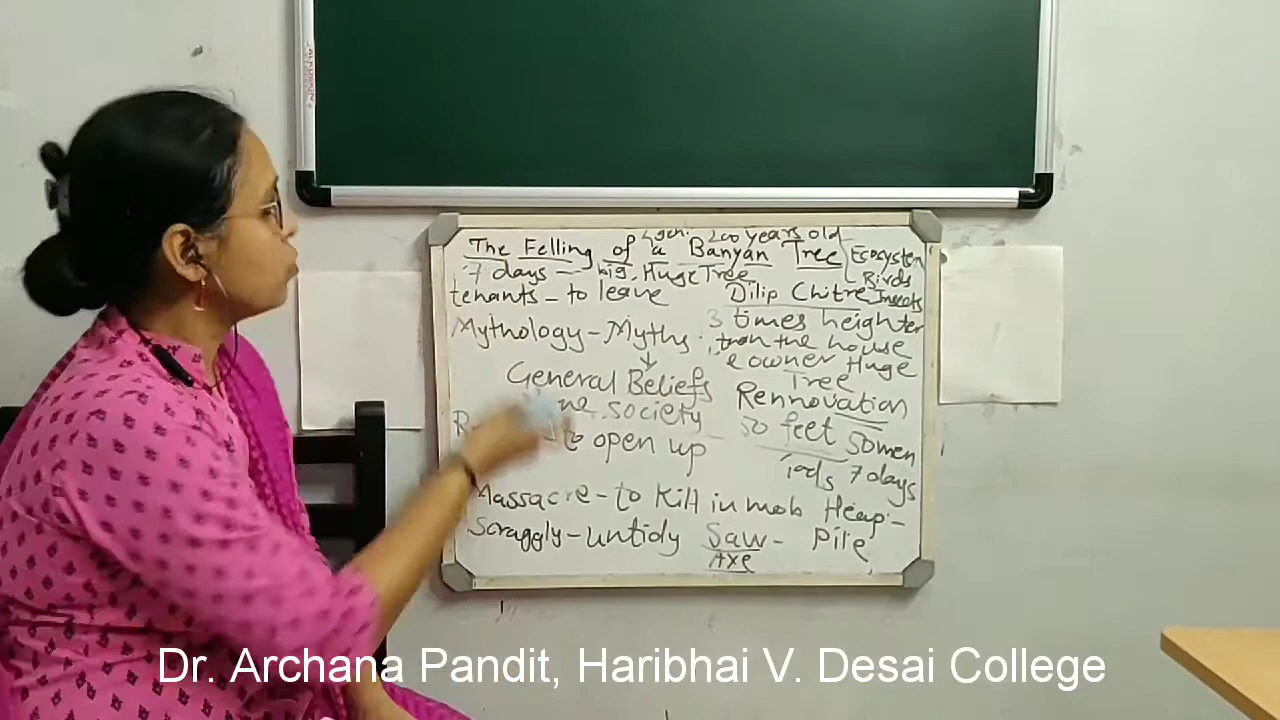 200 years old
The Felling of a Banyan Tree
Ecosystem
7 days - big, Huge Tree
Birds
tenants - to leave
Dilip Chitre
Insects
Mythology - Myths
3 times heighter
than the house
owner Huge
Tree
General Beliefs
Rennovation
society
50 feet 50men
to open up
7 days
Massacre - to Kill in mob
Heap -
Scraggly - untidy
Saw -
Pile
Axe
Dr. Archana Pandit, Haribhai V. Desai College